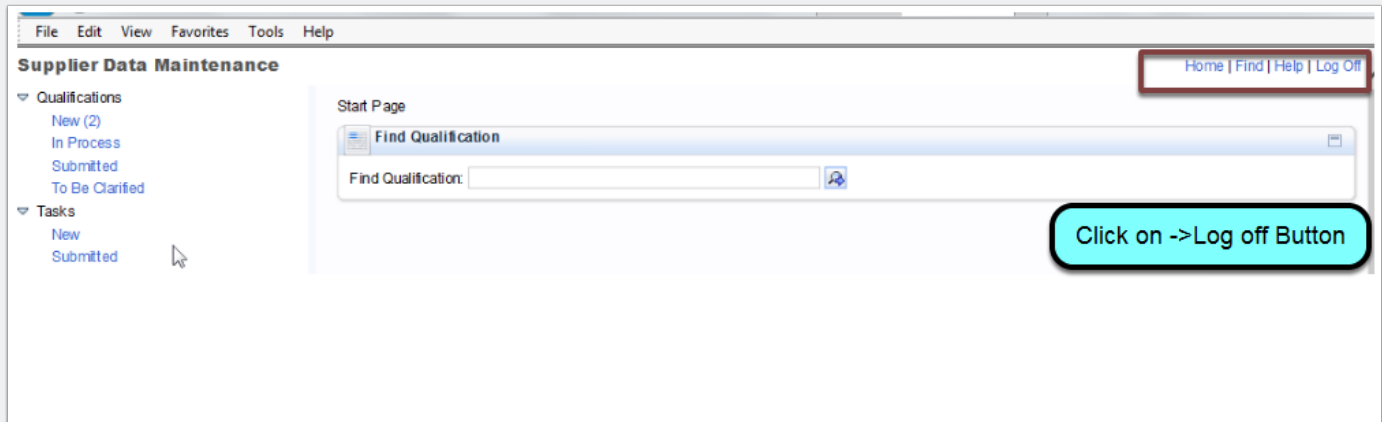 File Edit View Favorites Tools Help
Supplier Data Maintenance
Home | Find | Help | Log Off
Qualifications
New (2)
In Process
Submitted
To Be Clarified
Tasks
New
Submitted
Start Page
Find Qualification
Find Qualification:
Click on ->Log off Button